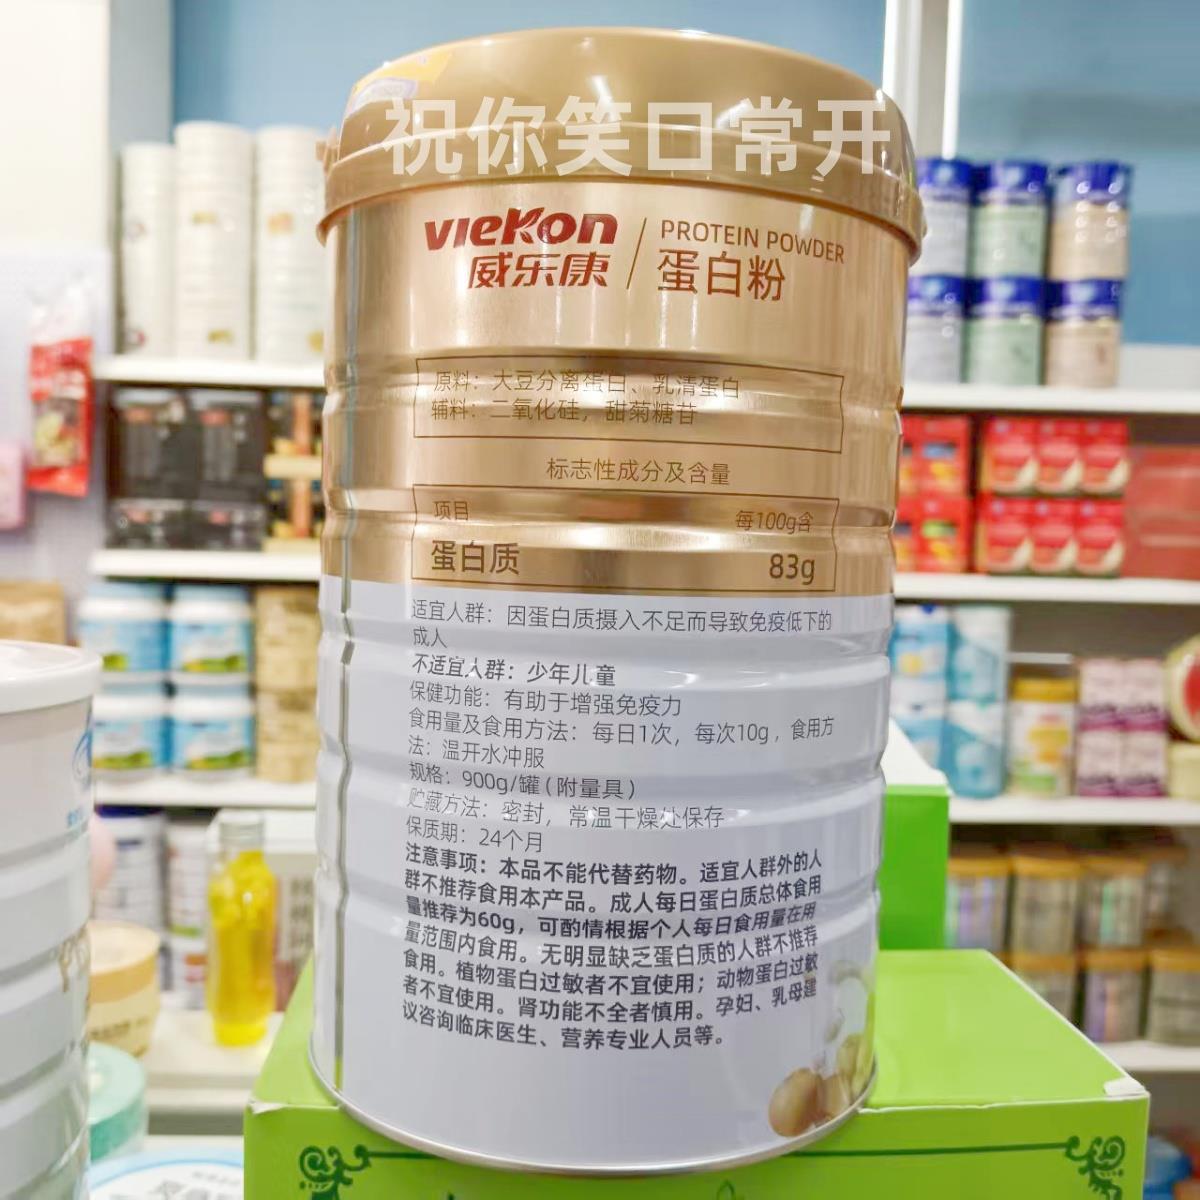 祝你笑口常开
vieKon
威乐康
PROTEIN POWDER
蛋白粉
原料：大豆分离蛋白、乳清蛋白
辅料：二氧化硅，甜菊糖苷
标志性成分及含量
项目 每100g含
蛋白质 83g
适宜人群：因蛋白质摄入不足而导致免疫低下的
成人
不适宜人群：少年儿童
保健功能：有助于增强免疫力
食用量及食用方法：每日1次，每次10g，食用方
法：温开水冲服
规格：900g/罐（附量具）
贮藏方法：密封，常温干燥处保存
保质期：24个月
注意事项：本品不能代替药物。适宜人群外的人
群不推荐食用本产品。成人每日蛋白质总体食用
量推荐为60g，可酌情根据个人每日食用量在用
量范围内食用。无明显缺乏蛋白质的人群不推荐
食用。植物蛋白过敏者不宜使用；动物蛋白过敏
者不宜使用。肾功能不全者慎用。孕妇、乳母建
议咨询临床医生、营养专业人员等。